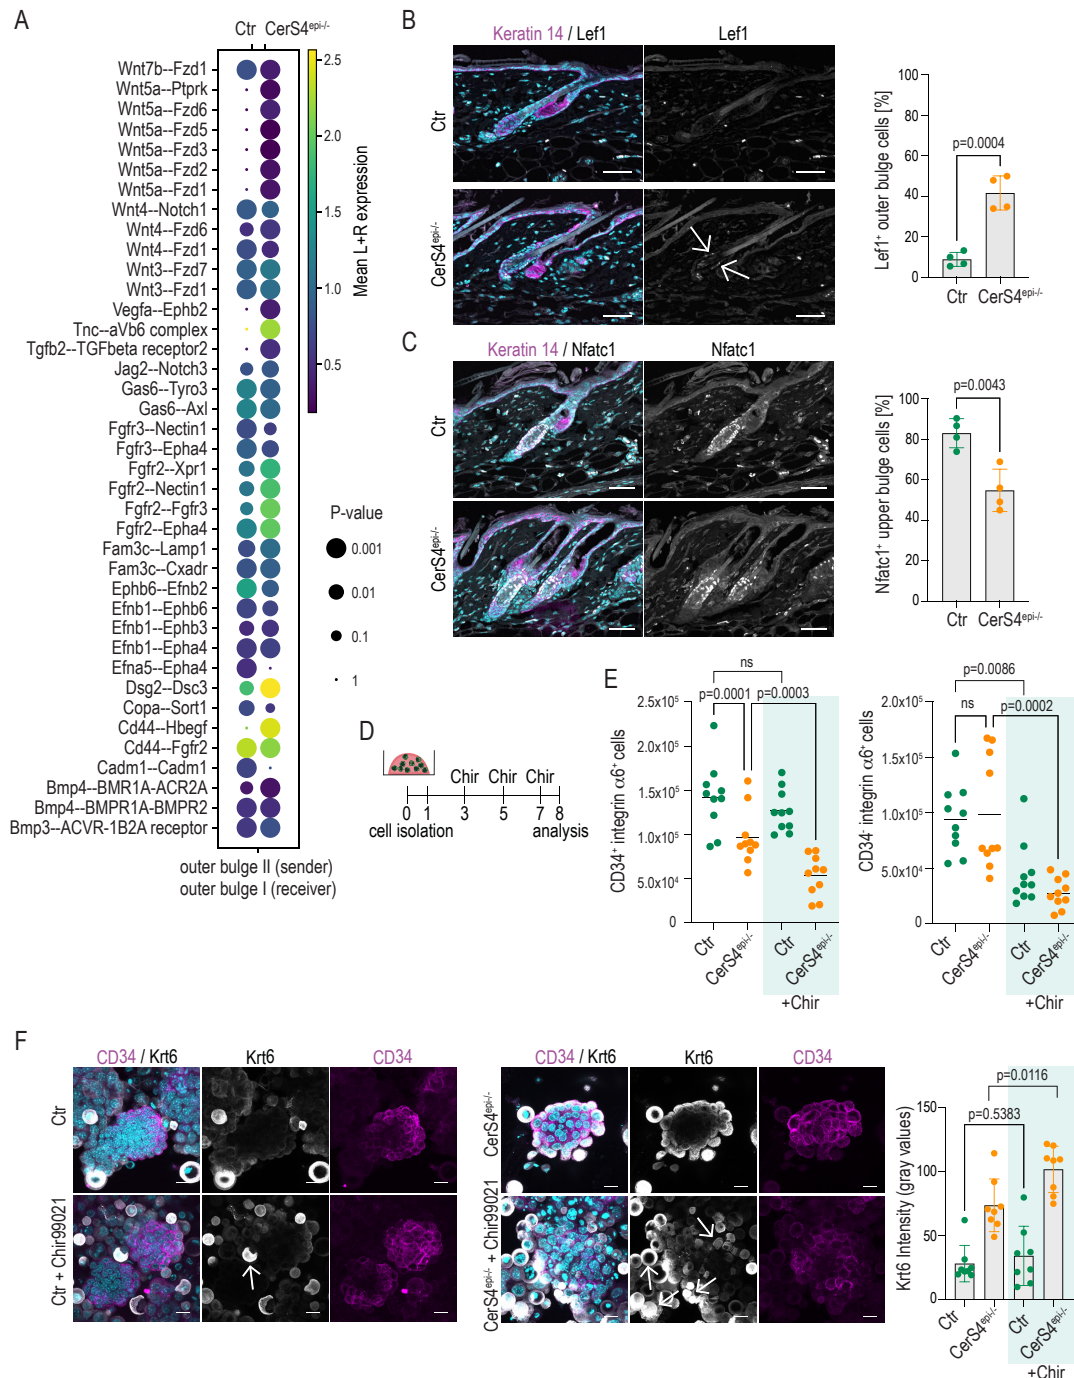 A
Ctr CerS4epi-/-
Wnt7b--Fzd1
Wnt5a--Ptprk
Wnt5a--Fzd6
Wnt5a--Fzd5
Wnt5a--Fzd3
Wnt5a--Fzd2
Wnt5a--Fzd1
Wnt4--Notch1
Wnt4--Fzd6
Wnt4--Fzd1
Wnt3--Fzd7
Wnt3--Fzd1
Vegfa--Ephb2
Tnc--aVb6 complex
Tgfb2--TGFbeta receptor2
Jag2--Notch3
Gas6--Tyro3
Gas6--Axl
Fgfr3--Nectin1
Fgfr3--Epha4
Fgfr2--Xpr1
Fgfr2--Nectin1
Fgfr2--Fgfr3
Fgfr2--Epha4
Fam3c--Lamp1
Fam3c--Cxadr
Ephb6--Efnb2
Efnb1--Ephb6
Efnb1--Ephb3
Efnb1--Epha4
Efna5--Epha4
Dsg2--Dsc3
Copa--Sort1
Cd44--Hbegf
Cd44--Fgfr2
Cadm1--Cadm1
Bmp4--BMR1A-ACR2A
Bmp4--BMPR1A-BMPR2
Bmp3--ACVR-1B2A receptor
outer bulge II (sender)
outer bulge I (receiver)
2.5
2.0
1.5
1.0
0.5
Mean L+R expression
P-value
0.001
0.01
0.1
1
B
Keratin 14 / Lef1
Lef1
Ctr
CerS4epi-/-
Lef1+ outer bulge cells [%]
100
80
60
40
20
0
p=0.0004
Ctr CerS4epi-/-
C
Keratin 14 / Nfatc1
Nfatc1
Ctr
CerS4epi-/-
Nfatc1+ upper bulge cells [%]
100
80
60
40
20
0
p=0.0043
Ctr CerS4epi-/-
D
Chir Chir Chir
0 1 3 5 7 8
cell isolation
analysis
E
CD34+ integrin α6+ cells
2.5x10⁵
2.0x10⁵
1.5x10⁵
1.0x10⁵
5.0x10⁴
0
ns
p=0.0001
p=0.0003
Ctr
CerS4epi-/-
Ctr
CerS4epi-/-
+Chir
CD34- integrin α6+ cells
2.0x10⁵
1.5x10⁵
1.0x10⁵
5.0x10⁴
0
p=0.0086
ns
p=0.0002
Ctr
CerS4epi-/-
Ctr
CerS4epi-/-
+Chir
F
CD34 / Krt6
Krt6
CD34
Ctr
Ctr + Chir99021
CD34 / Krt6
Krt6
CD34
CerS4epi-/-
CerS4epi-/- + Chir99021
Krt6 Intensity (gray values)
150
100
50
0
p=0.0116
p=0.5383
Ctr
CerS4epi-/-
Ctr
CerS4epi-/-
+Chir